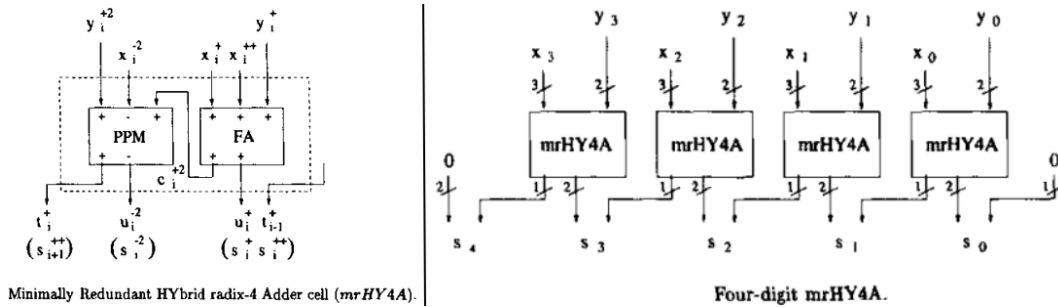 y_i^{+2} y_i^{+}
x_i^{-2} x_i^{+} x_i^{++}
+ - + + + +
PPM FA
+ - + +
c_i^{+2}
t_i^{+} u_i^{-2} u_i^{+} t_{i-1}^{+}
(s_{i+1}^{++}) (s_i^{-2}) (s_i^{+} s_i^{++})
Minimally Redundant HYbrid radix-4 Adder cell (mrHY4A).
y_3 y_2 y_1 y_0
x_3 x_2 x_1 x_0
3 2 3 2 3 2 3 2
mrHY4A mrHY4A mrHY4A mrHY4A
0 0
2 1 2 1 2 1 2 1 2 1
s_4 s_3 s_2 s_1 s_0
Four-digit mrHY4A.